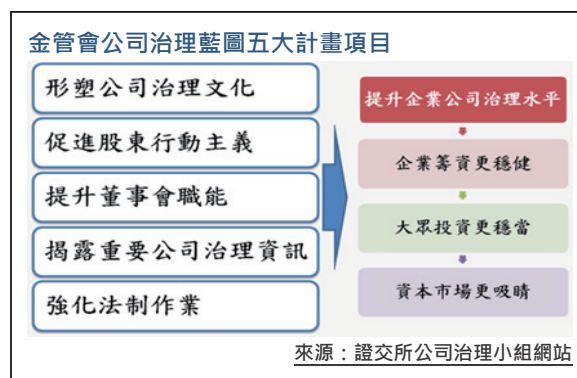 金管會公司治理藍圖五大計畫項目
形塑公司治理文化
促進股東行動主義
提升董事會職能
揭露重要公司治理資訊
強化法制作業
提升企業公司治理水平
企業籌資更穩健
大眾投資更穩當
資本市場更吸睛
來源：證交所公司治理小組網站